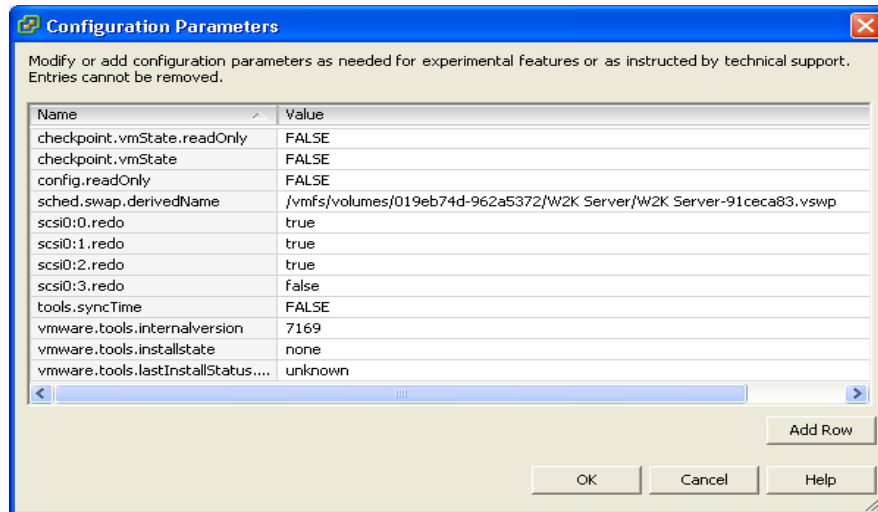 Configuration Parameters
Modify or add configuration parameters as needed for experimental features or as instructed by technical support.
Entries cannot be removed.
Name Value
checkpoint.vmState.readOnly FALSE
checkpoint.vmState FALSE
config.readOnly FALSE
sched.swap.derivedName /vmfs/volumes/019eb74d-962a5372/W2K Server/W2K Server-91ceca83.vswp
scsi0:0.redo true
scsi0:1.redo true
scsi0:2.redo true
scsi0:3.redo false
tools.syncTime FALSE
vmware.tools.internalversion 7169
vmware.tools.installstate none
vmware.tools.lastInstallStatus.... unknown
Add Row
OK Cancel Help